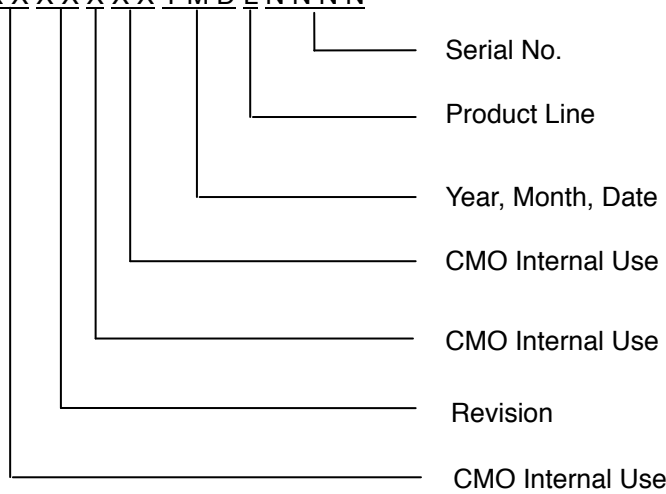 X X X X X X X Y M D L N N N N
Serial No.
Product Line
Year, Month, Date
CMO Internal Use
CMO Internal Use
Revision
CMO Internal Use